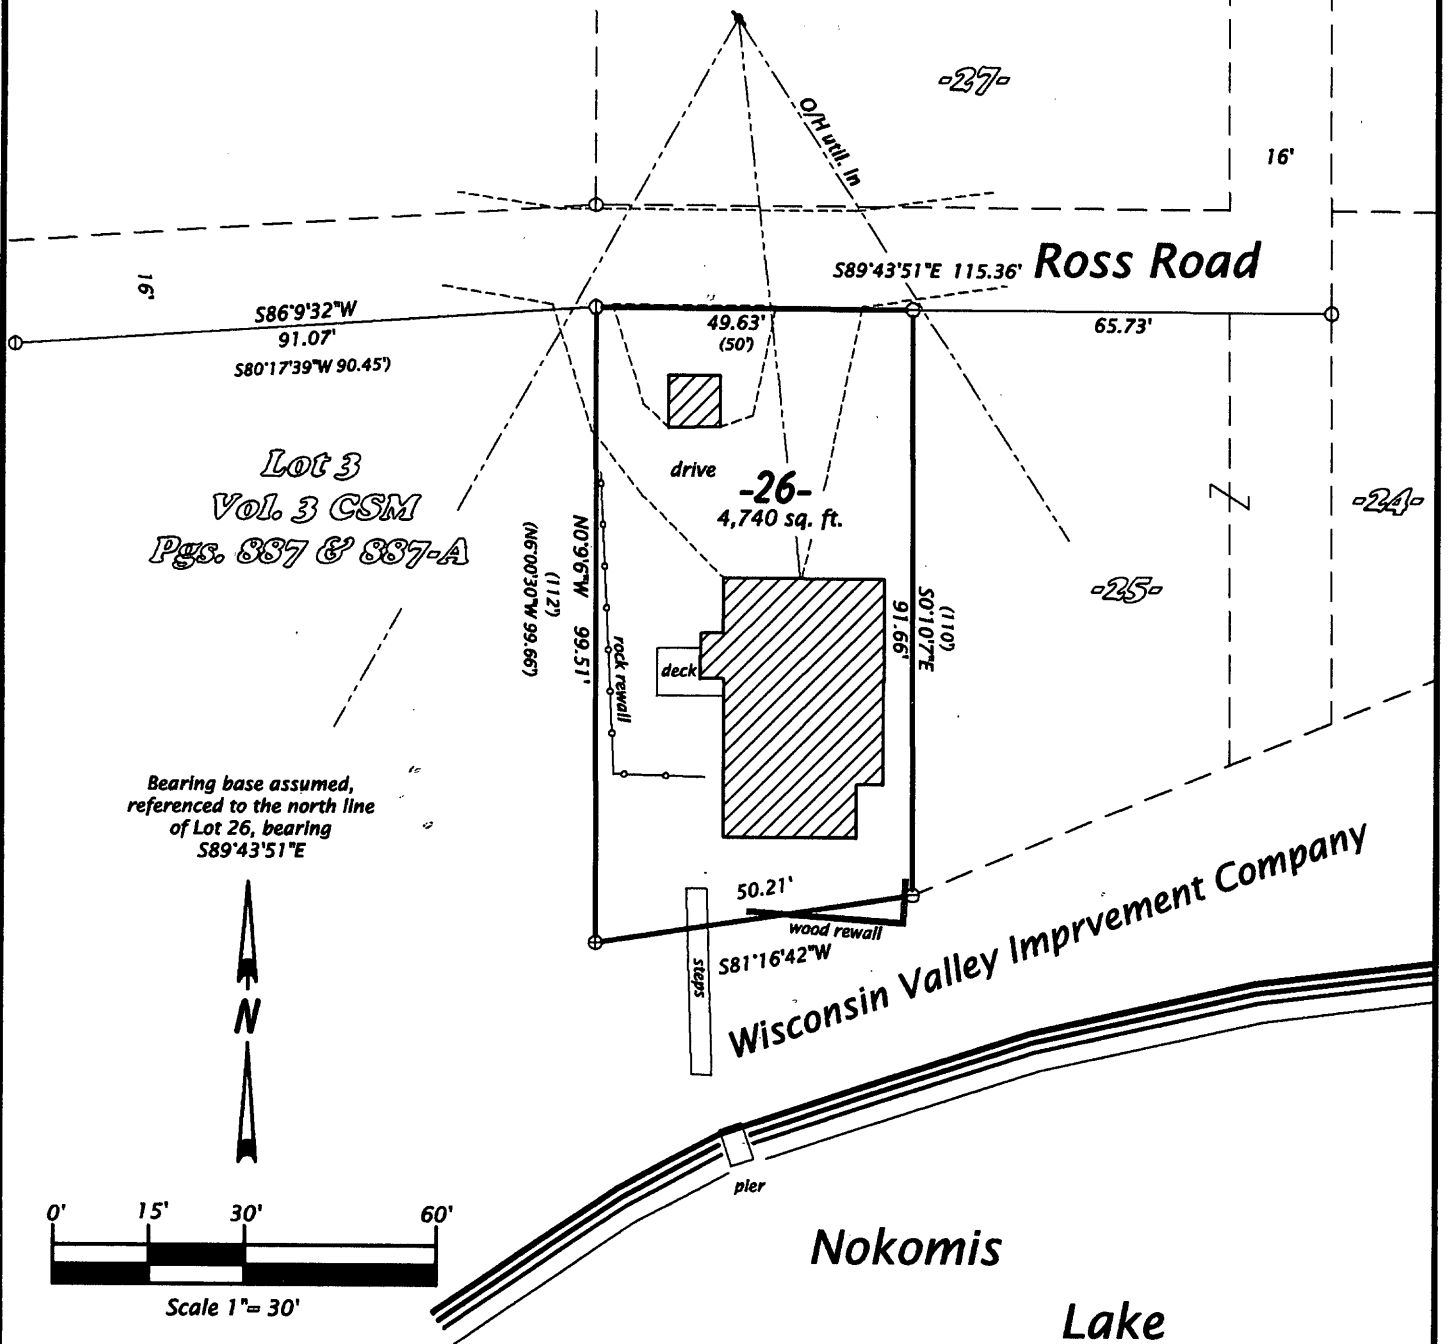 -27-
O/H util. ln
16'
S89°43'51"E 115.36'
Ross Road
16'
S86°9'32"W
91.07'
S80°17'39"W 90.45')
49.63'
(50')
65.73'
Lot 3
Vol. 3 CSM
Pgs. 887 & 887-A
drive
-26-
4,740 sq. ft.
-24-
-25-
N0°9'6"W 99.51'
(112')
(N6°00'30"W 99.66')
rock rewall
deck
(110')
S0°10'7"E
91.66'
Bearing base assumed,
referenced to the north line
of Lot 26, bearing
S89°43'51"E
50.21'
wood rewall
S81°16'42"W
steps
Wisconsin Valley Imprvement Company
N
pier
0' 15' 30' 60'
Scale 1"= 30'
Nokomis
Lake